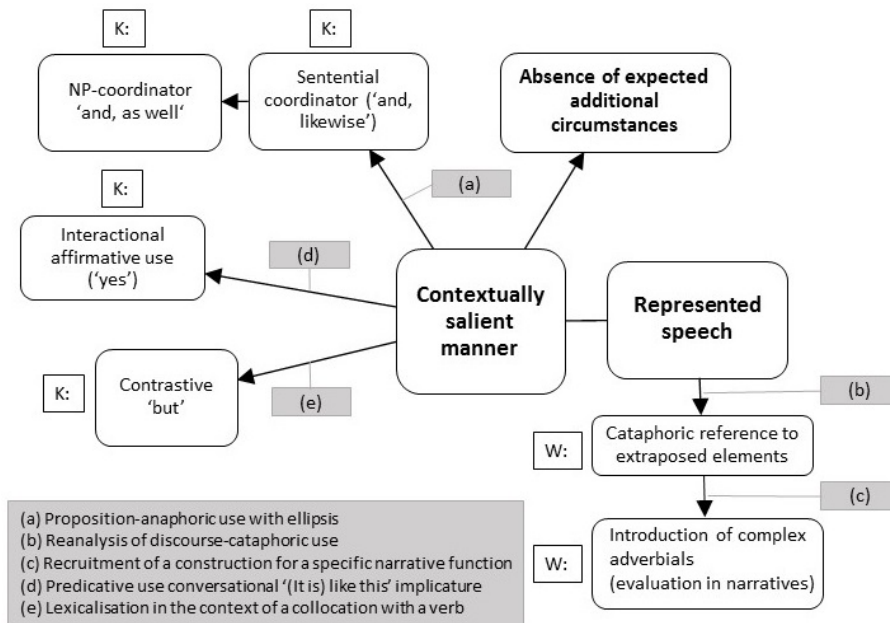 K:
K:
NP-coordinator
‘and, as well‘
Sentential
coordinator (‘and,
likewise’)
Absence of expected
additional
circumstances
(a)
K:
Interactional
affirmative use
(‘yes’)
(d)
Contextually
salient
manner
Represented
speech
K:
Contrastive
‘but’
(e)
(b)
W:
Cataphoric reference to
extraposed elements
(c)
W:
Introduction of complex
adverbials
(evaluation in narratives)
(a) Proposition-anaphoric use with ellipsis
(b) Reanalysis of discourse-cataphoric use
(c) Recruitment of a construction for a specific narrative function
(d) Predicative use conversational ‘(It is) like this’ implicature
(e) Lexicalisation in the context of a collocation with a verb